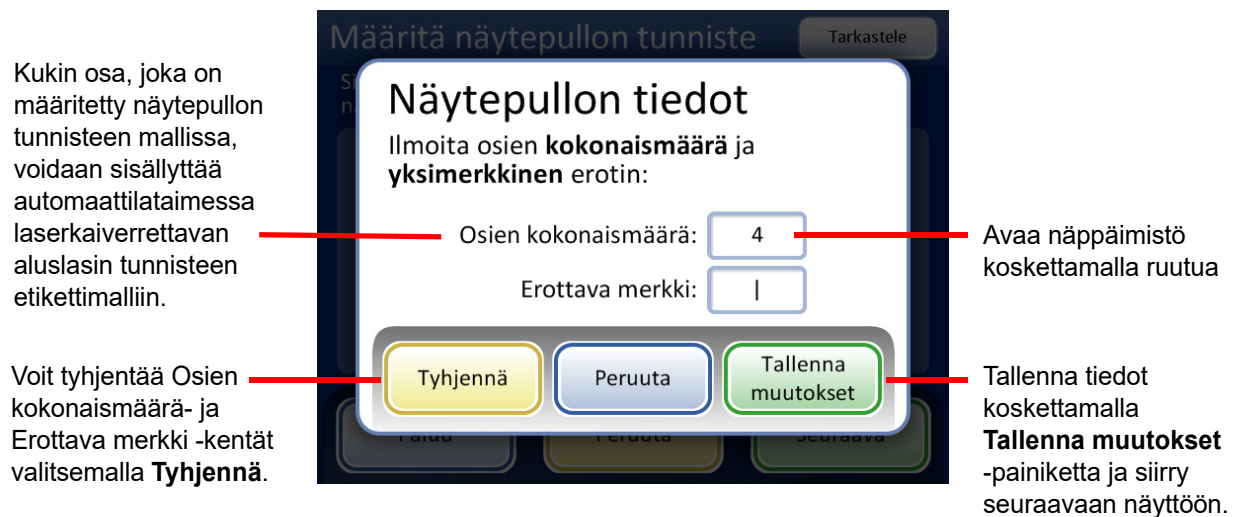 Määritä näytepullon tunniste
Tarkastele
Kukin osa, joka on
määritetty näytepullon
tunnisteen mallissa,
voidaan sisällyttää
automaattilataimessa
laserkaiverrettavan
aluslasin tunnisteen
etikettimalliin.
Voit tyhjentää Osien
kokonaismäärä- ja
Erottava merkki -kentät
valitsemalla Tyhjennä.
Näytepullon tiedot
Ilmoita osien kokonaismäärä ja
yksimerkkinen erotin:
Osien kokonaismäärä: 4
Erottava merkki: |
Tyhjennä
Peruuta
Tallenna
muutokset
Paluu
Peruuta
Seuraava
Avaa näppäimistö
koskettamalla ruutua
Tallenna tiedot
koskettamalla
Tallenna muutokset
-painiketta ja siirry
seuraavaan näyttöön.